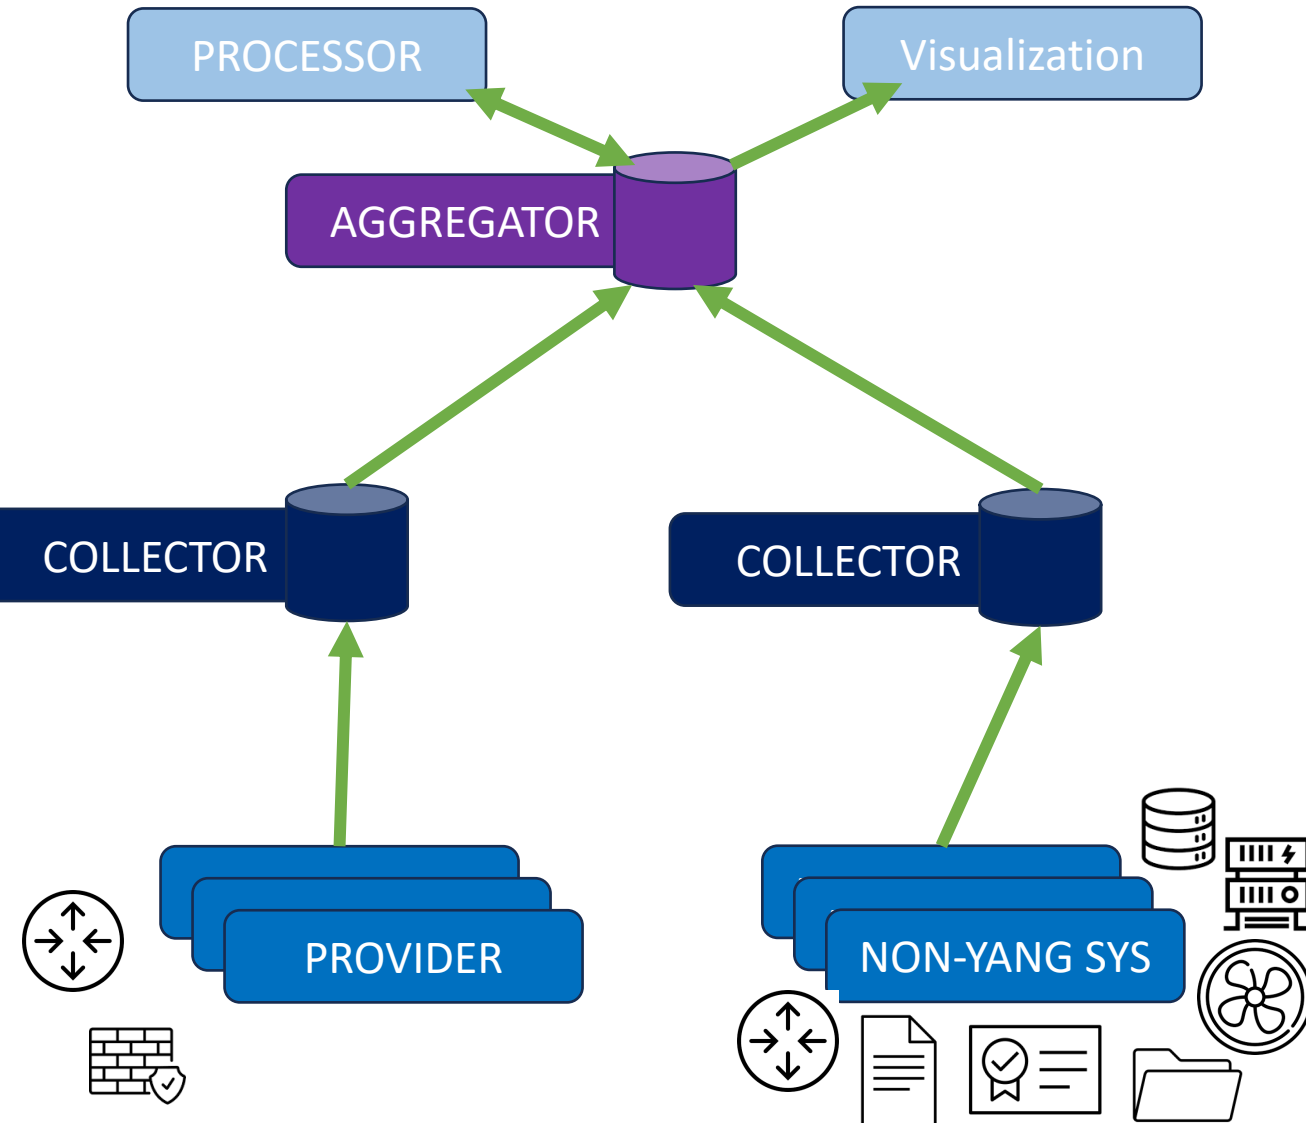 PROCESSOR
Visualization
AGGREGATOR
COLLECTOR
COLLECTOR
PROVIDER
NON-YANG SYS